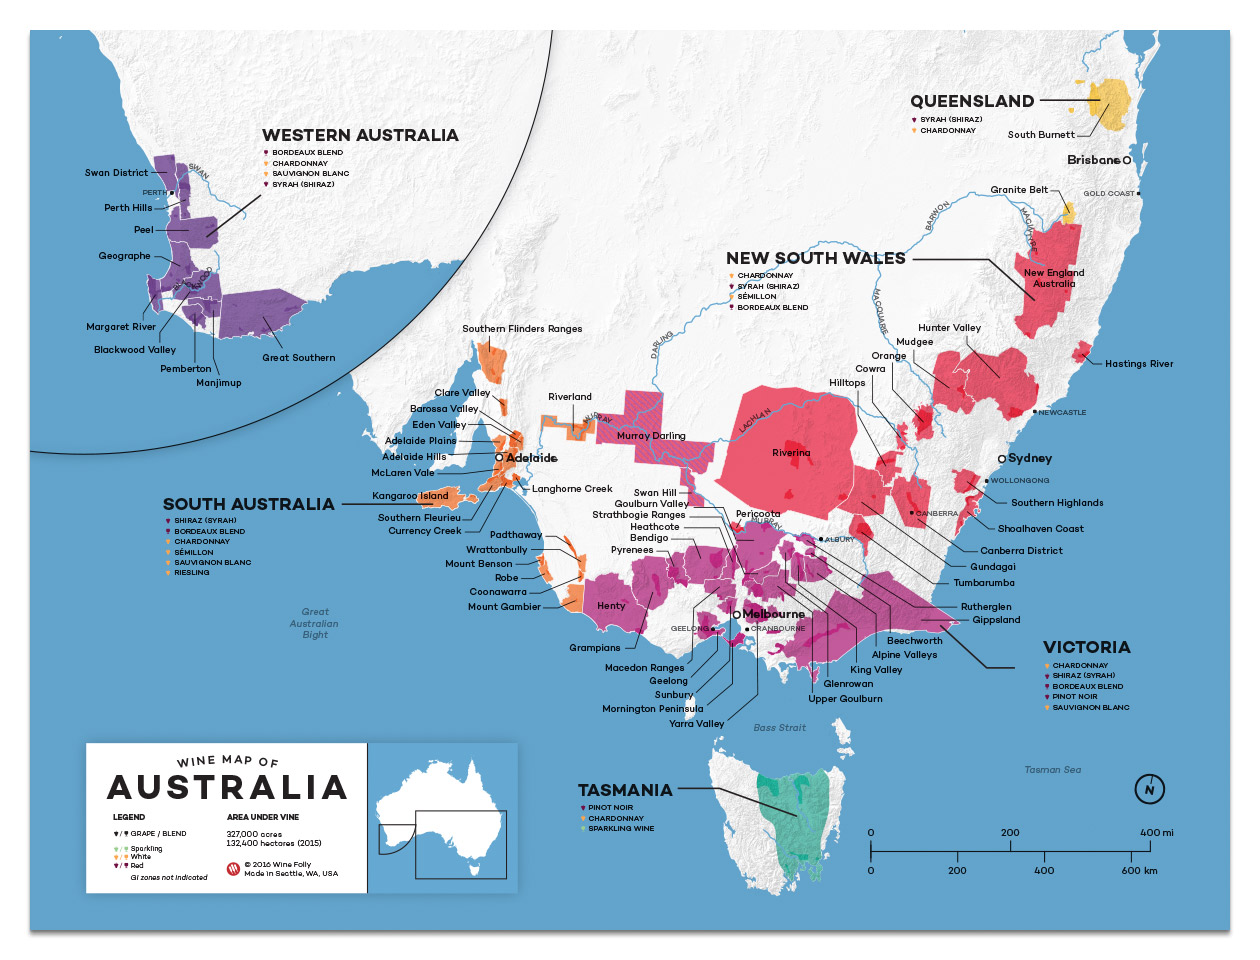 WESTERN AUSTRALIA
BORDEAUX BLEND
CHARDONNAY
SAUVIGNON BLANC
SYRAH (SHIRAZ)
SWAN
Swan District
PERTH
Perth Hills
Peel
Geographe
Margaret River
Blackwood Valley
Pemberton
Manjimup
Great Southern
QUEENSLAND
SYRAH (SHIRAZ)
CHARDONNAY
South Burnett
Brisbane
Granite Belt
GOLD COAST
BARWON
MACINTYRE
NEW SOUTH WALES
CHARDONNAY
SYRAH (SHIRAZ)
SÉMILLON
BORDEAUX BLEND
New England
Australia
MACQUARIE
DARLING
Hunter Valley
Mudgee
Orange
Cowra
Hilltops
Hastings River
NEWCASTLE
LACHLAN
Riverina
Sydney
WOLLONGONG
Southern Highlands
CANBERRA
Shoalhaven Coast
Canberra District
Gundagai
Tumbarumba
Southern Flinders Ranges
Clare Valley
Barossa Valley
Eden Valley
Adelaide Plains
Adelaide Hills
McLaren Vale
Kangaroo Island
Southern Fleurieu
Currency Creek
Adelaide
Langhorne Creek
Riverland
MURRAY
Murray Darling
SOUTH AUSTRALIA
SHIRAZ (SYRAH)
BORDEAUX BLEND
CHARDONNAY
SÉMILLON
SAUVIGNON BLANC
RIESLING
Padthaway
Wrattonbully
Mount Benson
Robe
Coonawarra
Mount Gambier
Swan Hill
Goulburn Valley
Strathbogie Ranges
Heathcote
Bendigo
Pyrenees
Pericoota
MURRAY
ALBURY
Henty
Melbourne
GEELONG
CRANBOURNE
Grampians
Macedon Ranges
Geelong
Sunbury
Mornington Peninsula
Yarra Valley
Rutherglen
Gippsland
Beechworth
Alpine Valleys
King Valley
Glenrowan
Upper Goulburn
VICTORIA
CHARDONNAY
SHIRAZ (SYRAH)
BORDEAUX BLEND
PINOT NOIR
SAUVIGNON BLANC
Great
Australian
Bight
Bass Strait
Tasman Sea
TASMANIA
PINOT NOIR
CHARDONNAY
SPARKLING WINE
WINE MAP OF
AUSTRALIA
LEGEND
/ GRAPE / BLEND
/ Sparkling
/ White
/ Red
GI zones not indicated
AREA UNDER VINE
327,000 acres
132,400 hectares (2015)
© 2016 Wine Folly
Made in Seattle, WA, USA
N
0 200 400 mi
0 200 400 600 km